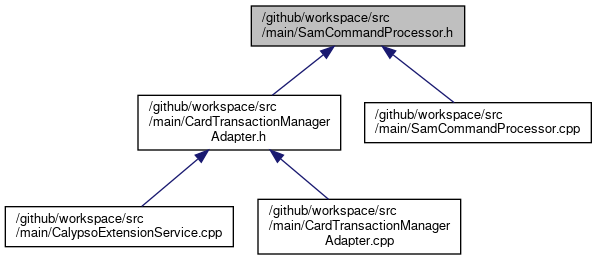 /github/workspace/src
/main/SamCommandProcessor.h
/github/workspace/src
/main/CardTransactionManager
Adapter.h
/github/workspace/src
/main/SamCommandProcessor.cpp
/github/workspace/src
/main/CalypsoExtensionService.cpp
/github/workspace/src
/main/CardTransactionManager
Adapter.cpp